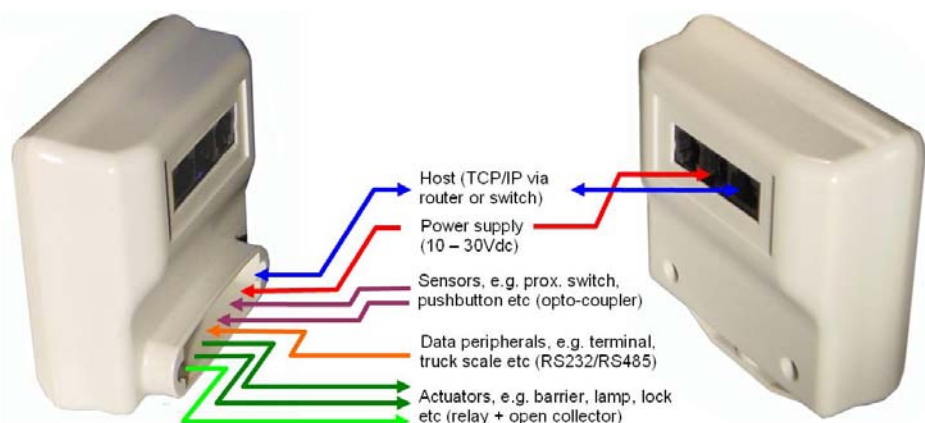 Host (TCP/IP via
router or switch)
Power supply
(10 – 30Vdc)
Sensors, e.g. prox. switch,
pushbutton etc (opto-coupler)
Data peripherals, e.g. terminal,
truck scale etc (RS232/RS485)
Actuators, e.g. barrier, lamp, lock
etc (relay + open collector)